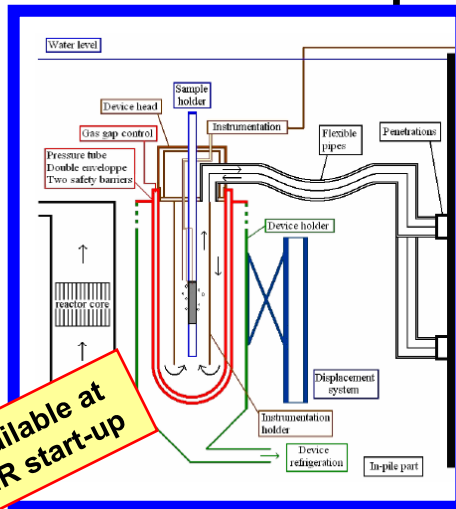 Water level
Sample
holder
Device head
Instrumentation
Gas gap control
Flexible
pipes
Penetrations
Pressure tube
Double enveloppe
Two safety barriers
Device holder
reactor core
Displacement
system
Instrumentation
holder
Device
refrigeration
In-pile part
at
start-up